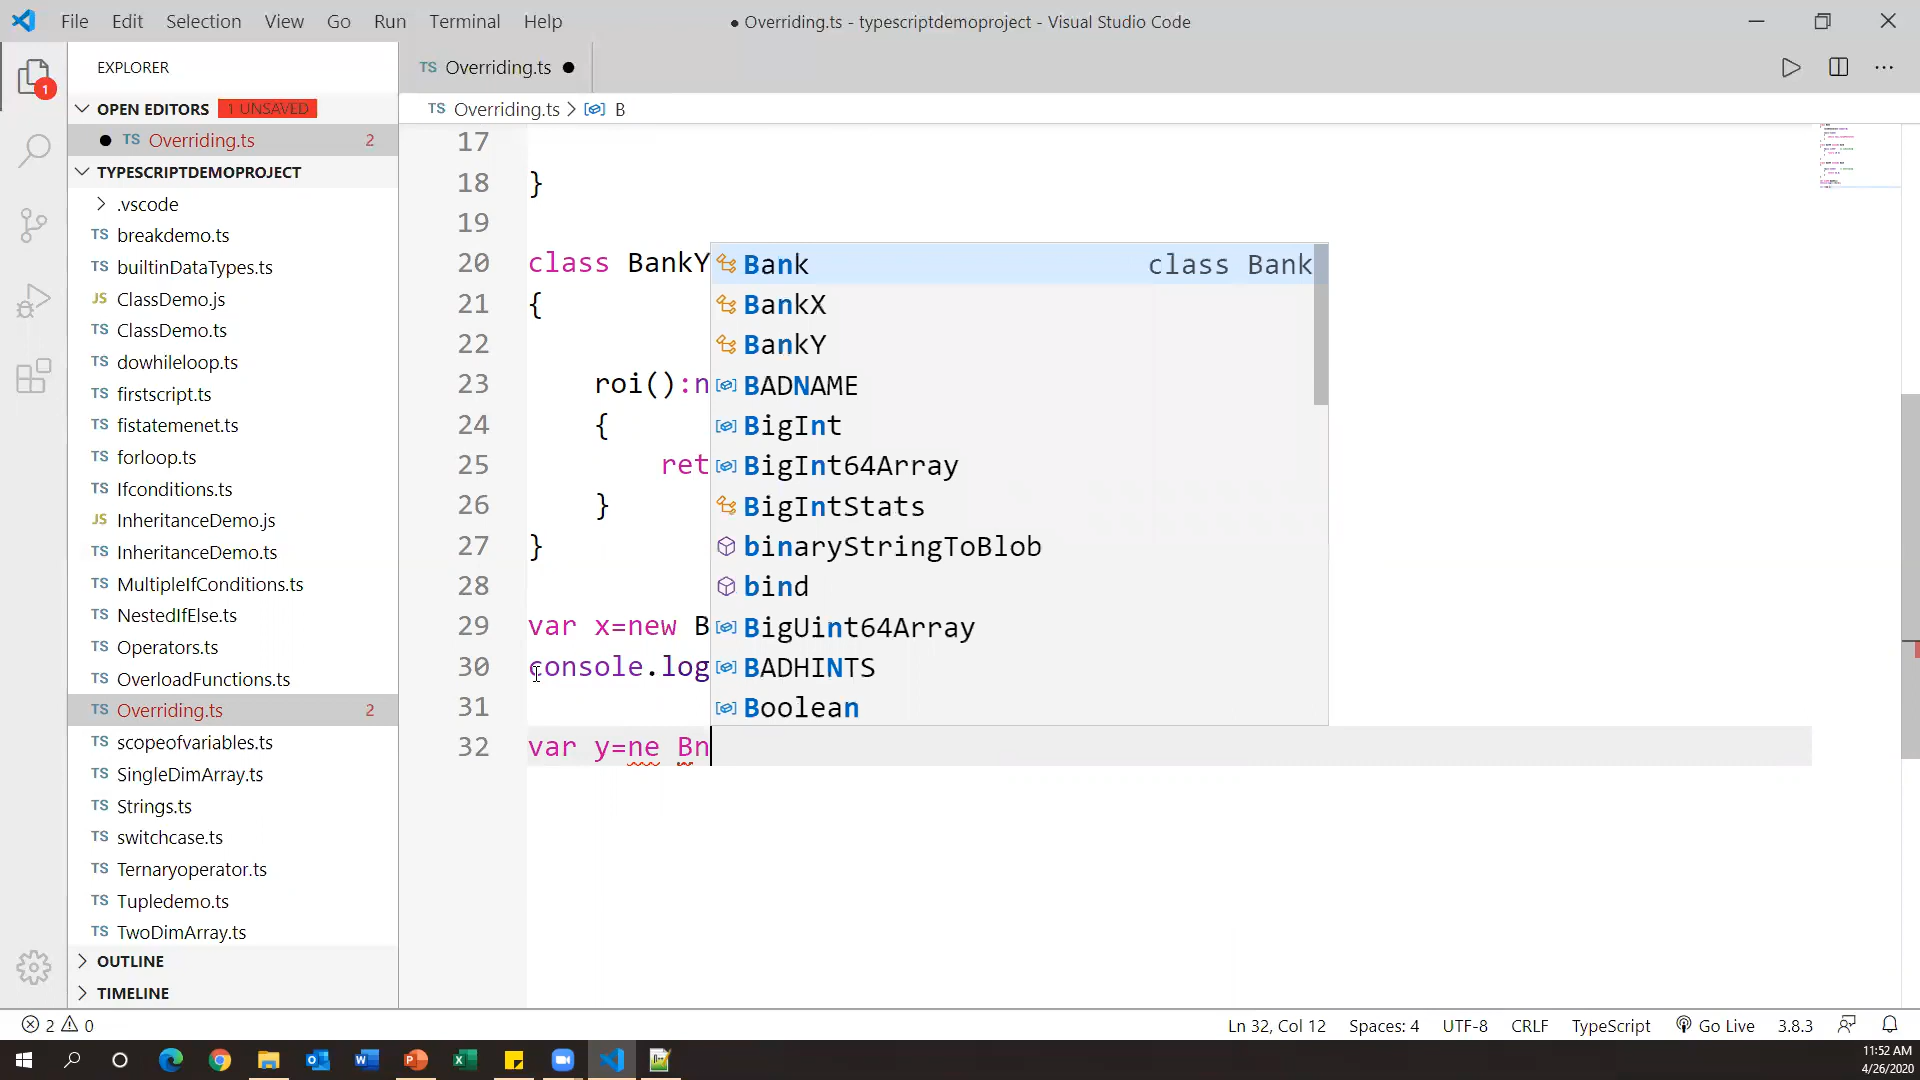 File Edit Selection View Go Run Terminal Help
● Overriding.ts - typescriptdemoproject - Visual Studio Code
EXPLORER
OPEN EDITORS 1 UNSAVED
TS Overriding.ts 2
TYPESCRIPTDEMOPROJECT
.vscode
TS breakdemo.ts
TS builtinDataTypes.ts
JS ClassDemo.js
TS ClassDemo.ts
TS dowhileloop.ts
TS firstscript.ts
TS fistatemenet.ts
TS forloop.ts
TS Ifconditions.ts
JS InheritanceDemo.js
TS InheritanceDemo.ts
TS MultipleIfConditions.ts
TS NestedIfElse.ts
TS Operators.ts
TS OverloadFunctions.ts
TS Overriding.ts 2
TS scopeofvariables.ts
TS SingleDimArray.ts
TS Strings.ts
TS switchcase.ts
TS Ternaryoperator.ts
TS Tupledemo.ts
TS TwoDimArray.ts
OUTLINE
TIMELINE
1
TS Overriding.ts ●
TS Overriding.ts > B
17
18 }
19
20 class BankY
21 {
22
23 roi():n
24 {
25 ret
26 }
27 }
28
29 var x=new B
30 console.log
31
32 var y=ne Bn
Bank class Bank
BankX
BankY
BADNAME
BigInt
BigInt64Array
BigIntStats
binaryStringToBlob
bind
BigUint64Array
BADHINTS
Boolean
2 0
Ln 32, Col 12 Spaces: 4 UTF-8 CRLF TypeScript Go Live 3.8.3
11:52 AM
4/26/2020